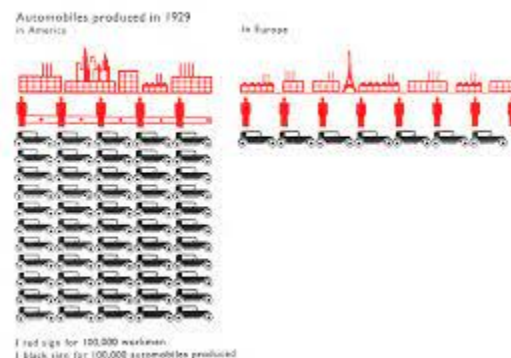 Automobiles produced in 1929
in America
in Europe
1 red sign for 100,000 workmen
1 black sign for 100,000 automobiles produced